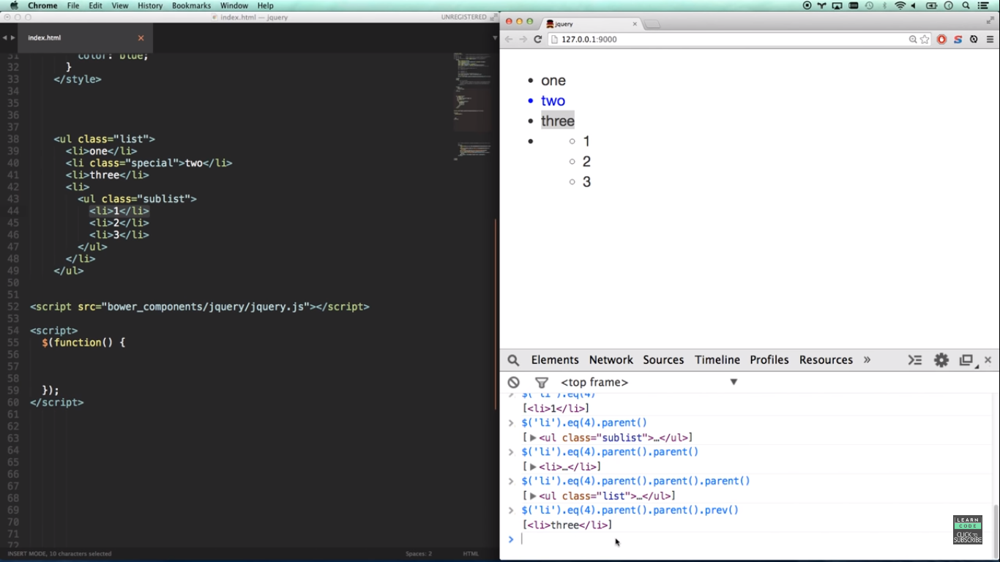 Chrome File Edit View History Bookmarks Window Help
index.html — jquery UNREGISTERED
index.html
31 color: blue;
32 }
33 </style>
34
35
36
37
38 <ul class="list">
39 <li>one</li>
40 <li class="special">two</li>
41 <li>three</li>
42 <li>
43 <ul class="sublist">
44 <li>1</li>
45 <li>2</li>
46 <li>3</li>
47 </ul>
48 </li>
49 </ul>
50
51
52 <script src="bower_components/jquery/jquery.js"></script>
53
54 <script>
55 $(function() {
56
57
58
59 });
60 </script>
61
62
63
64
65
66
67
68
69
70
71
72
INSERT MODE, 10 characters selected Spaces: 2 HTML
jquery
127.0.0.1:9000
• one
• two
• three
• ○ 1
○ 2
○ 3
Elements Network Sources Timeline Profiles Resources »
<top frame> ▼
> $('li').eq(4)
[<li>1</li>]
> $('li').eq(4).parent()
[▶<ul class="sublist">…</ul>]
> $('li').eq(4).parent().parent()
[▶<li>…</li>]
> $('li').eq(4).parent().parent().parent()
[▶<ul class="list">…</ul>]
> $('li').eq(4).parent().parent().prev()
[<li>three</li>]
>
LEARN
CODE
CLICK TO
SUBSCRIBE